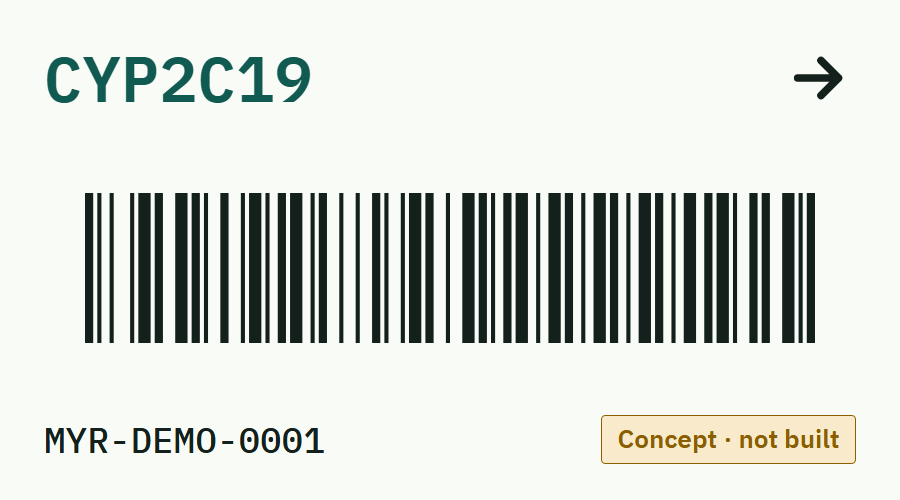 CYP2C19 →
MYR-DEMO-0001
Concept · not built